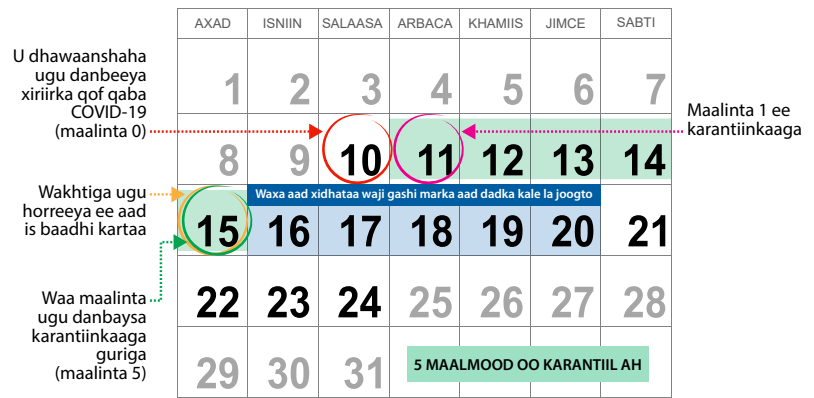 AXAD ISNIIN SALAASA ARBACA KHAMIIS JIMCE SABTI
U dhawaanshaha
ugu danbeeya
xiriirka qof qaba
COVID-19
(maalinta 0)
1 2 3 4 5 6 7
Maalinta 1 ee
karantiinkaaga
8 9 10 11 12 13 14
Wakhtiga ugu
horreeya ee aad
is baadhi kartaa
Waxa aad xidhataa waji gashi marka aad dadka kale la joogto
15 16 17 18 19 20 21
Waa maalinta
ugu danbaysa
karantiinkaaga
guriga
(maalinta 5)
22 23 24 25 26 27 28
29 30 31
5 MAALMOOD OO KARANTIIL AH